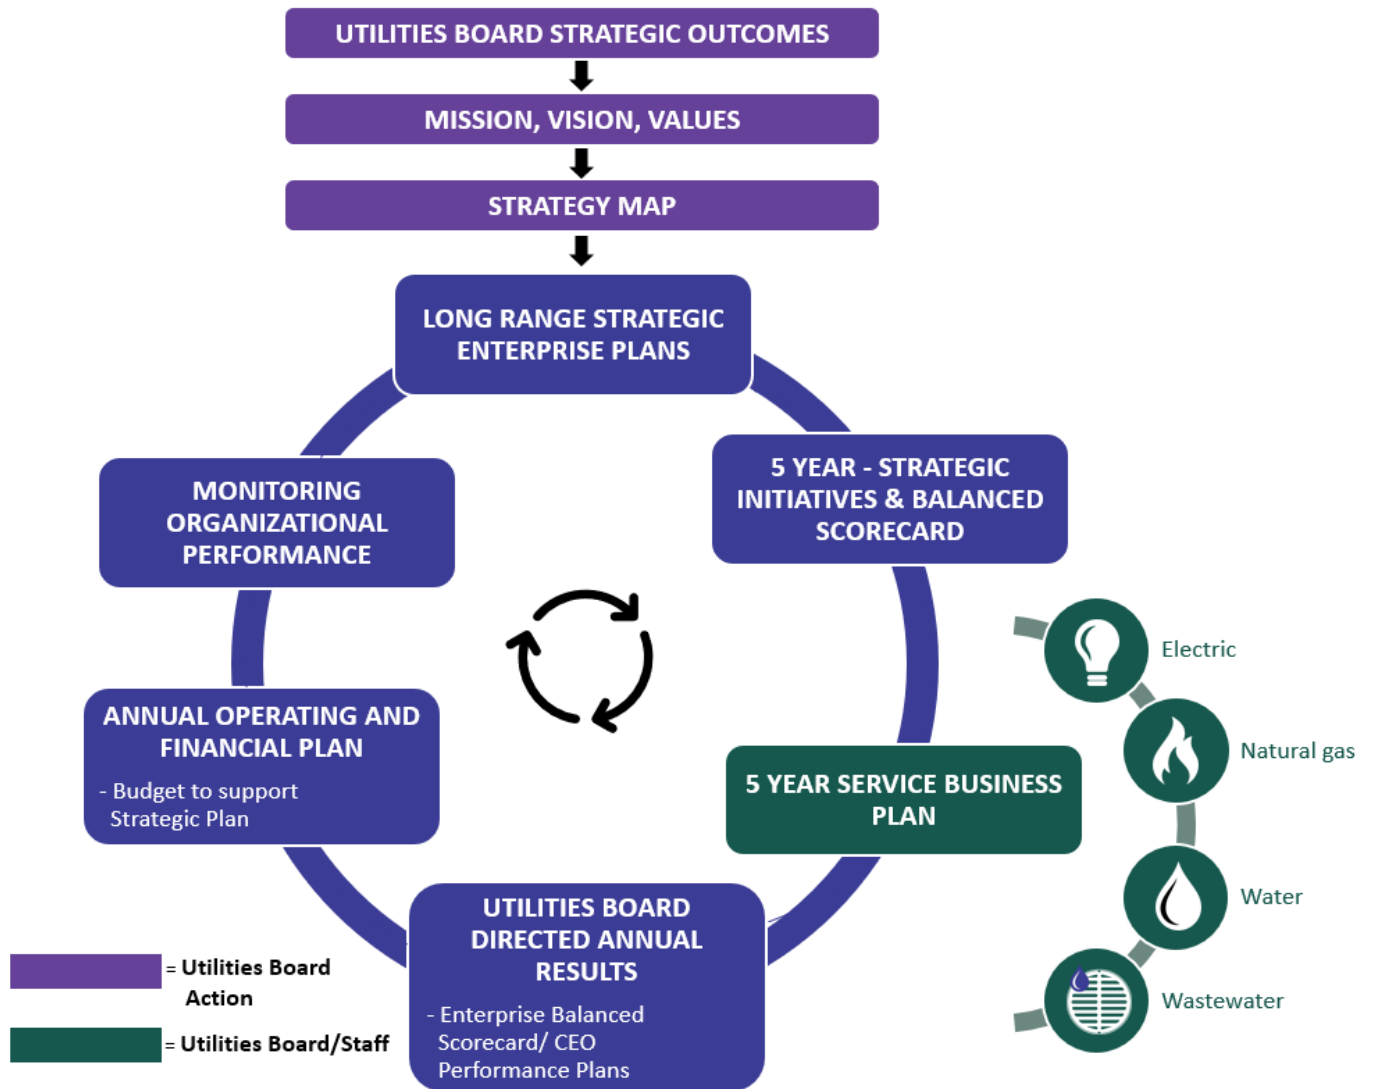 UTILITIES BOARD STRATEGIC OUTCOMES
MISSION, VISION, VALUES
STRATEGY MAP
LONG RANGE STRATEGIC
ENTERPRISE PLANS
5 YEAR - STRATEGIC
INITIATIVES & BALANCED
SCORECARD
MONITORING
ORGANIZATIONAL
PERFORMANCE
Electric
Natural gas
ANNUAL OPERATING AND
FINANCIAL PLAN
- Budget to support
Strategic Plan
5 YEAR SERVICE BUSINESS
PLAN
Water
UTILITIES BOARD
DIRECTED ANNUAL
RESULTS
- Enterprise Balanced
Scorecard/ CEO
Performance Plans
Wastewater
= Utilities Board
Action
= Utilities Board/Staff